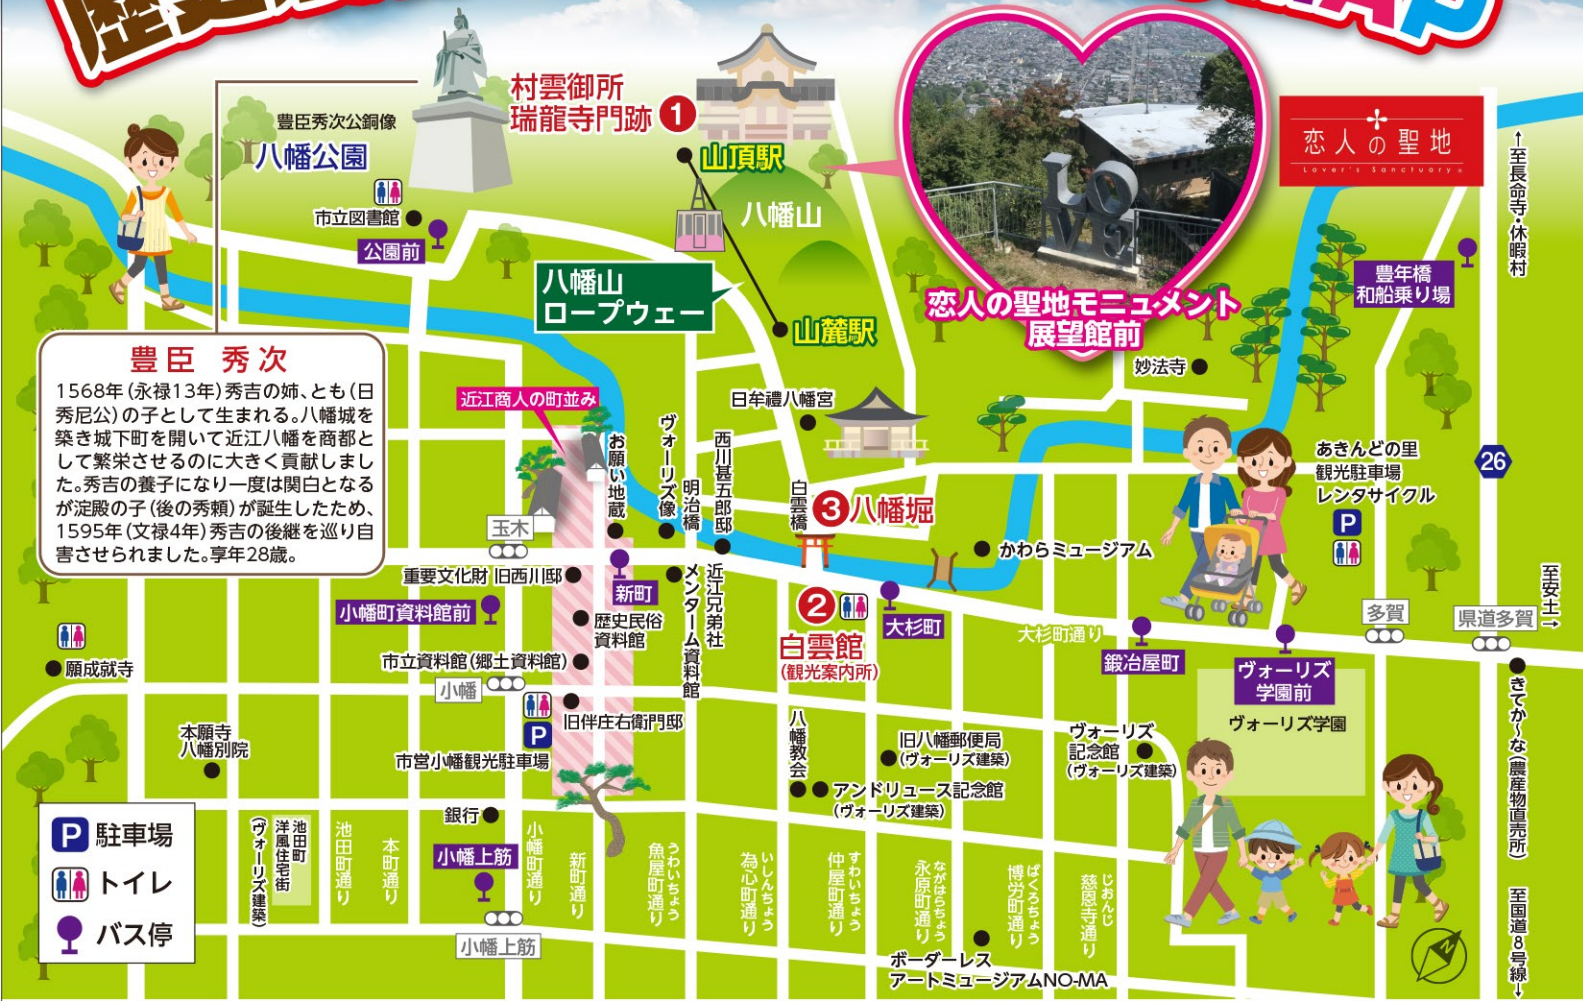 歴史
MAP
村雲御所
瑞龍寺門跡
1
豊臣秀次公銅像
八幡公園
市立図書館
公園前
山頂駅
八幡山
八幡山
ロープウェー
山麓駅
LOVE
恋人の聖地モニュメント
展望館前
恋人の聖地
Lover's Sanctuary
↑至長命寺・休暇村
豊年橋
和船乗り場
妙法寺
豊臣 秀次
1568年(永禄13年)秀吉の姉、とも(日
秀尼公)の子として生まれる。八幡城を
築き城下町を開いて近江八幡を商都と
して繁栄させるのに大きく貢献しまし
た。秀吉の養子になり一度は関白となる
が淀殿の子(後の秀頼)が誕生したため、
1595年(文禄4年)秀吉の後継を巡り自
害させられました。享年28歳。
近江商人の町並み
日牟禮八幡宮
お願い地蔵
ヴォーリズ像
明治橋
西川甚五郎邸
白雲橋
3 八幡堀
あきんどの里
観光駐車場
レンタサイクル
P
26
玉木
かわらミュージアム
重要文化財 旧西川邸
新町
メンターム資料館
近江兄弟社
2
白雲館
(観光案内所)
大杉町
大杉町通り
鍛冶屋町
多賀
県道多賀
至安土→
小幡町資料館前
歴史民俗
資料館
市立資料館(郷土資料館)
小幡
ヴォーリズ
学園前
ヴォーリズ学園
願成就寺
旧伴庄右衛門邸
P
市営小幡観光駐車場
本願寺
八幡別院
八幡教会
旧八幡郵便局
(ヴォーリズ建築)
アンドリュース記念館
(ヴォーリズ建築)
ヴォーリズ
記念館
(ヴォーリズ建築)
きてか〜な(農産物直売所)
至国道8号線→
銀行
小幡上筋
小幡上筋
P 駐車場
トイレ
バス停
池田町
洋風住宅街
(ヴォーリズ建築)
池田町通り
本町通り
小幡町通り
新町通り
うわいちょう
魚屋町通り
いしんちょう
為心町通り
すわいちょう
仲屋町通り
ながはらちょう
永原町通り
ばくろちょう
博労町通り
じおんじ
慈恩寺通り
ボーダーレス
アートミュージアムNO-MA
N